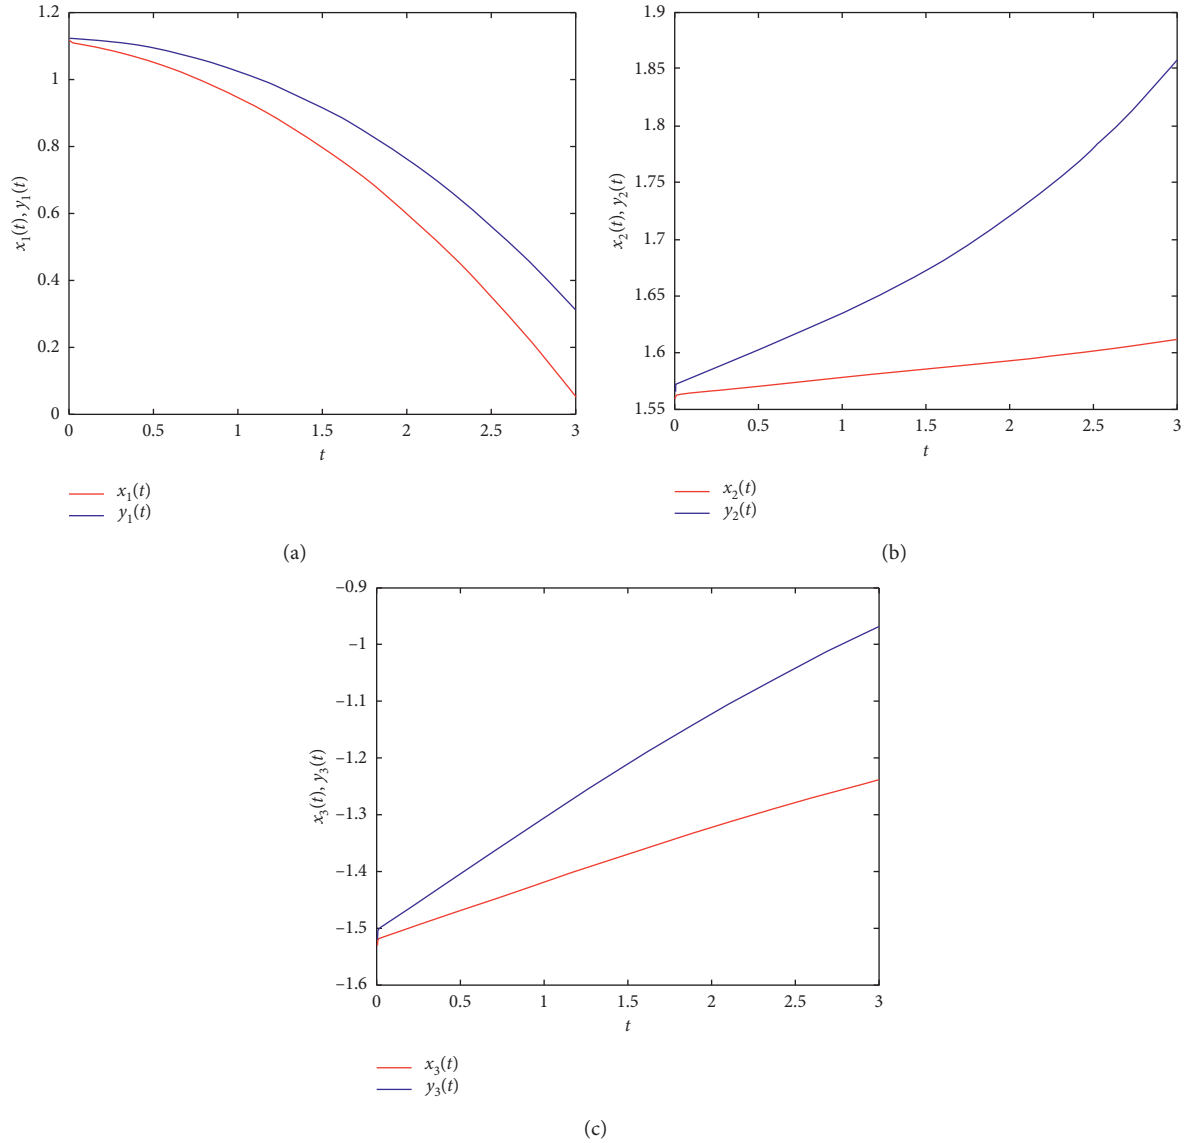 1.2
1
0.8
0.6
0.4
0.2
0
x₁(t), y₁(t)
0 0.5 1 1.5 2 2.5 3
t
x₁(t)
y₁(t)
(a)
1.9
1.85
1.8
1.75
1.7
1.65
1.6
1.55
x₂(t), y₂(t)
0 0.5 1 1.5 2 2.5 3
t
x₂(t)
y₂(t)
(b)
–0.9
–1
–1.1
–1.2
–1.3
–1.4
–1.5
–1.6
x₃(t), y₃(t)
0 0.5 1 1.5 2 2.5 3
t
x₃(t)
y₃(t)
(c)